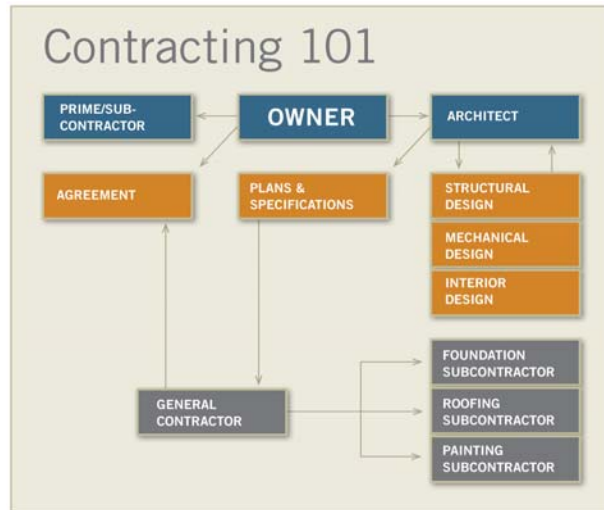 Contracting 101
PRIME/SUB-
CONTRACTOR
OWNER
ARCHITECT
AGREEMENT
PLANS &
SPECIFICATIONS
STRUCTURAL
DESIGN
MECHANICAL
DESIGN
INTERIOR
DESIGN
FOUNDATION
SUBCONTRACTOR
GENERAL
CONTRACTOR
ROOFING
SUBCONTRACTOR
PAINTING
SUBCONTRACTOR